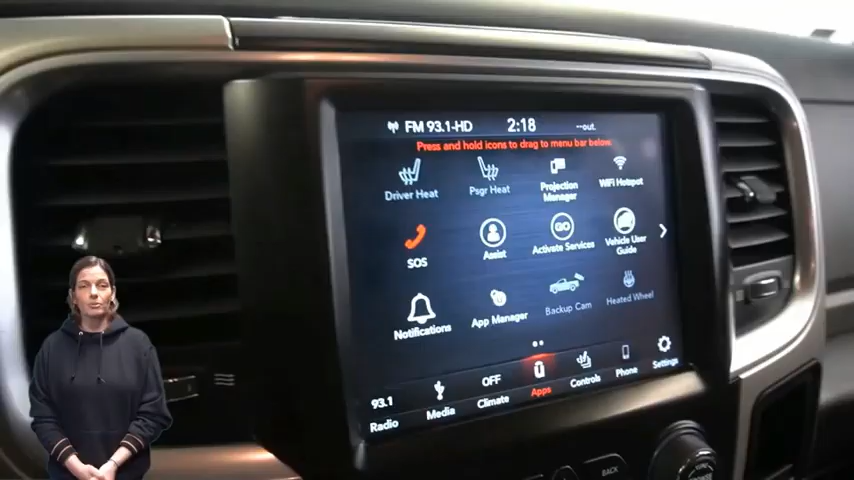 FM 93.1-HD 2:18 --out.
Press and hold icons to drag to menu bar below.
Driver Heat Psgr Heat Projection Manager WiFi Hotspot
SOS Assist GO Activate Services Vehicle User Guide
Notifications App Manager Backup Cam Heated Wheel
93.1 OFF
Radio Media Climate Apps Controls Phone Settings
BACK